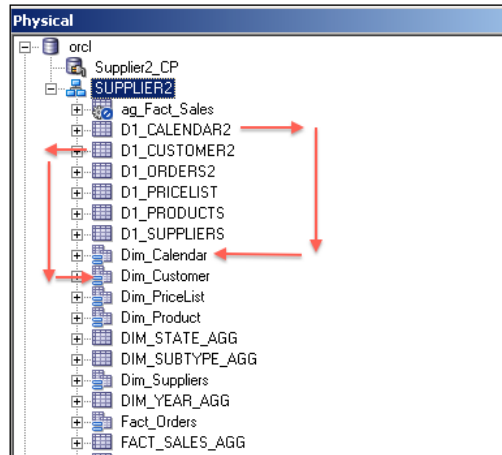 Physical
orcl
Supplier2_CP
SUPPLIER2
ag_Fact_Sales
D1_CALENDAR2
D1_CUSTOMER2
D1_ORDERS2
D1_PRICELIST
D1_PRODUCTS
D1_SUPPLIERS
Dim_Calendar
Dim_Customer
Dim_PriceList
Dim_Product
DIM_STATE_AGG
DIM_SUBTYPE_AGG
Dim_Suppliers
DIM_YEAR_AGG
Fact_Orders
FACT_SALES_AGG